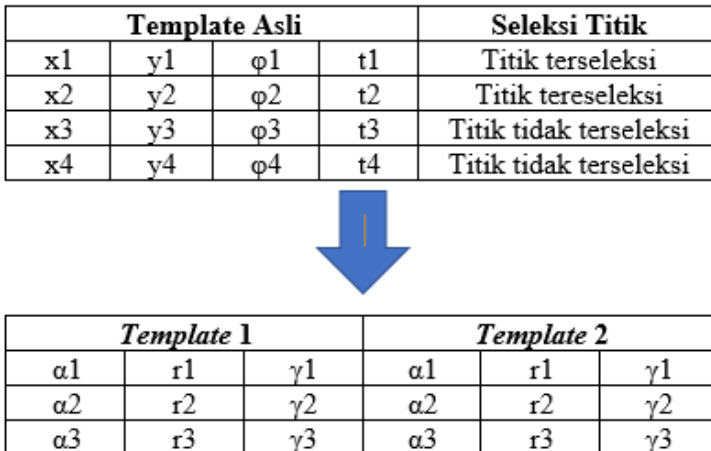 Template Asli Seleksi Titik
x1 y1 φ1 t1 Titik terseleksi
x2 y2 φ2 t2 Titik tereseleksi
x3 y3 φ3 t3 Titik tidak terseleksi
x4 y4 φ4 t4 Titik tidak terseleksi
Template 1 Template 2
α1 r1 γ1 α1 r1 γ1
α2 r2 γ2 α2 r2 γ2
α3 r3 γ3 α3 r3 γ3